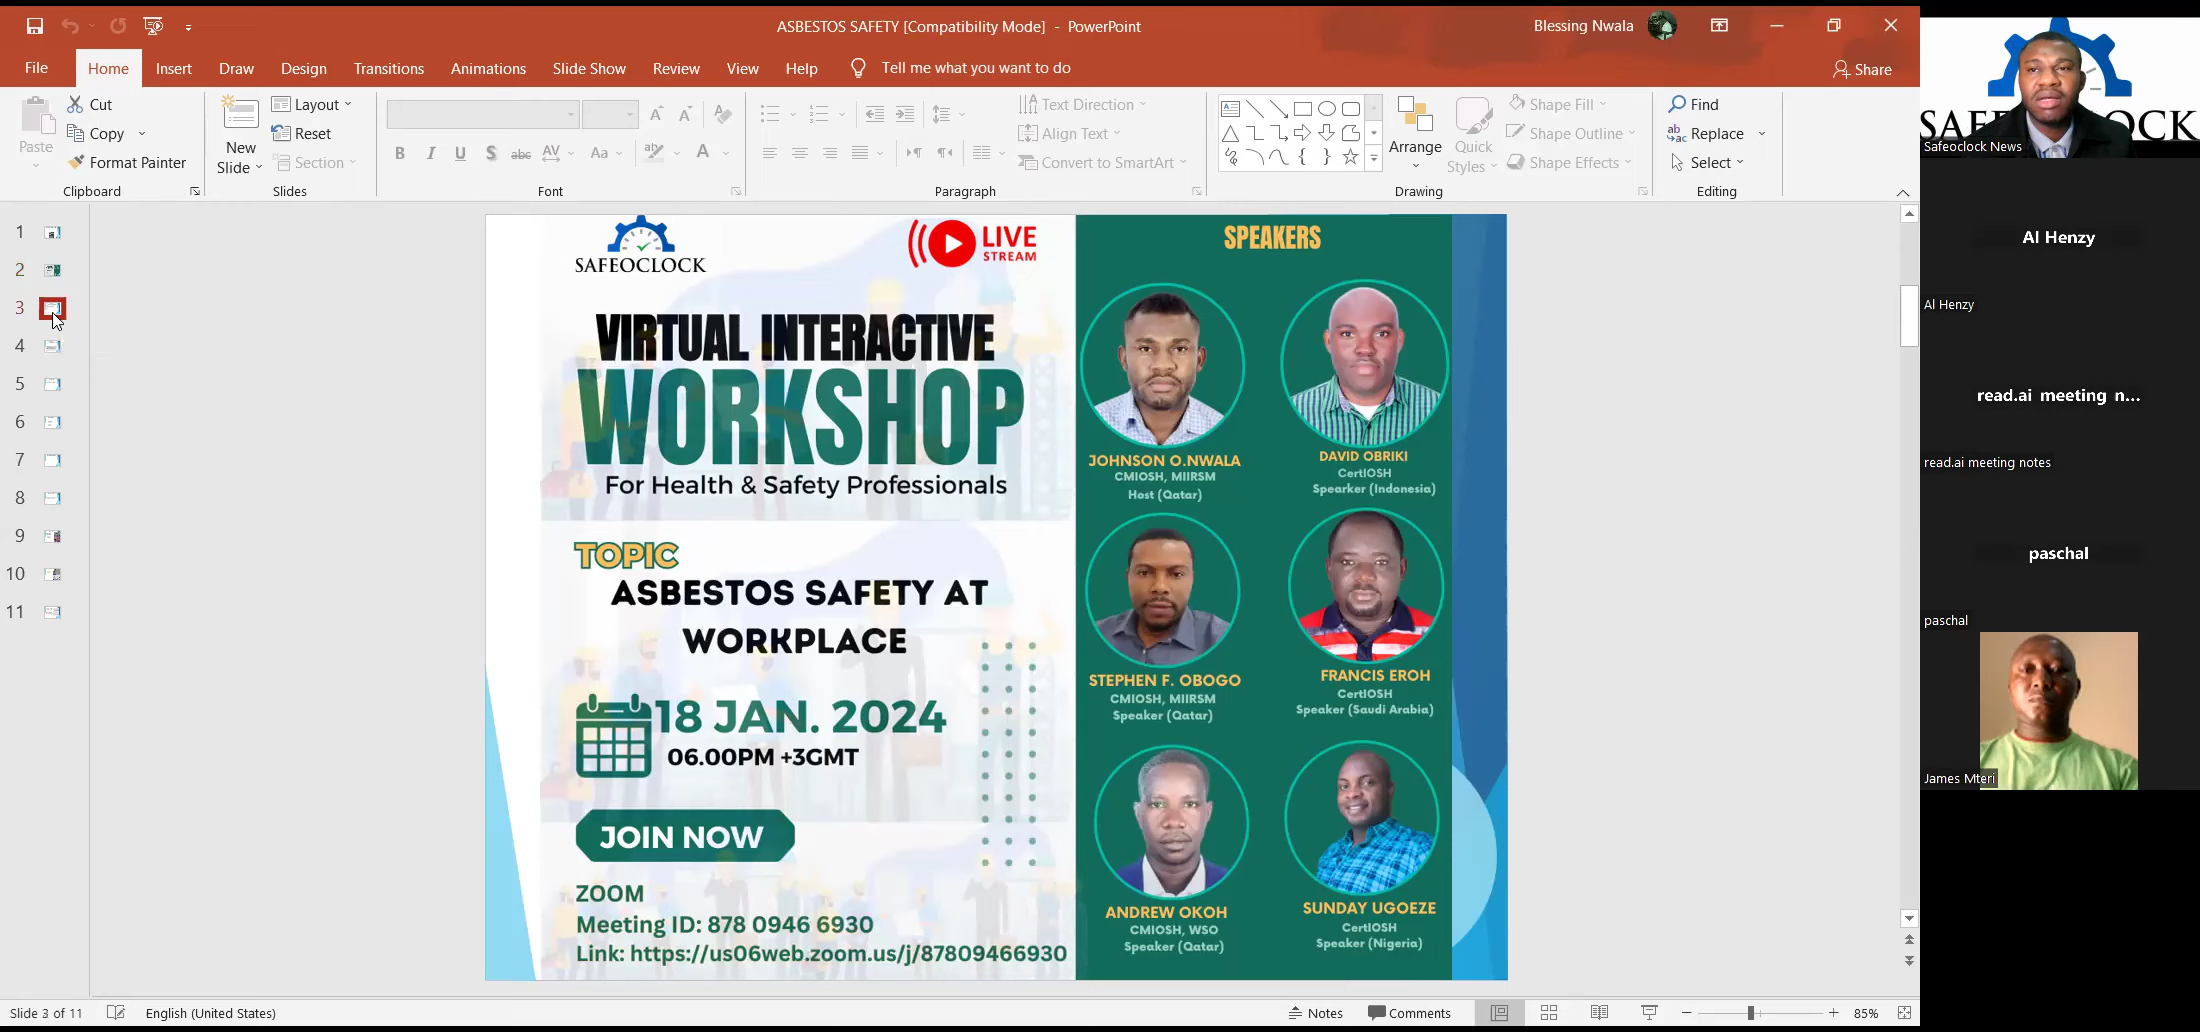 ASBESTOS SAFETY [Compatibility Mode] - PowerPoint
Blessing Nwala
File Home Insert Draw Design Transitions Animations Slide Show Review View Help Tell me what you want to do
Share
Paste
Cut
Copy
Format Painter
Clipboard
New
Slide
Layout
Reset
Section
Slides
B I U S abc AV Aa A
Font
Text Direction
Align Text
Convert to SmartArt
Paragraph
Arrange
Quick
Styles
Shape Fill
Shape Outline
Shape Effects
Drawing
Find
Replace
Select
Editing
1
2
3
4
5
6
7
8
9
10
11
SAFEOCLOCK
LIVE
STREAM
VIRTUAL INTERACTIVE
WORKSHOP
For Health & Safety Professionals
TOPIC
ASBESTOS SAFETY AT
WORKPLACE
18 JAN. 2024
06.00PM +3GMT
JOIN NOW
ZOOM
Meeting ID: 878 0946 6930
Link: https://us06web.zoom.us/j/87809466930
SPEAKERS
JOHNSON O.NWALA
CMIOSH, MIIRSM
Host (Qatar)
DAVID OBRIKI
CertIOSH
Spearker (Indonesia)
STEPHEN F. OBOGO
CMIOSH, MIIRSM
Speaker (Qatar)
FRANCIS EROH
CertIOSH
Speaker (Saudi Arabia)
ANDREW OKOH
CMIOSH, WSO
Speaker (Qatar)
SUNDAY UGOEZE
CertIOSH
Speaker (Nigeria)
Slide 3 of 11
English (United States)
Notes
Comments
85%
SAFEOCLOCK
Safeoclock News
Al Henzy
Al Henzy
read.ai meeting n...
read.ai meeting notes
paschal
paschal
James Mteri